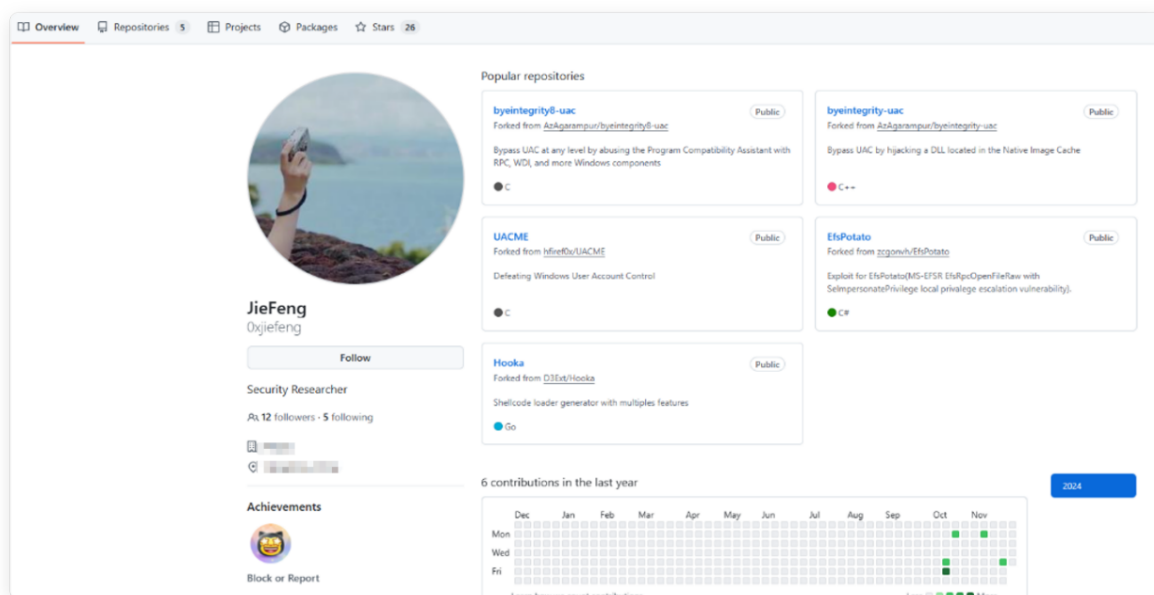 Overview Repositories 5 Projects Packages Stars 26
JieFeng
0xjiefeng
Follow
Security Researcher
12 followers · 5 following
Achievements
Block or Report
Popular repositories
byeintegrity8-uac Public
Forked from AzAgarampur/byeintegrity8-uac
Bypass UAC at any level by abusing the Program Compatibility Assistant with
RPC, WDI, and more Windows components
C
byeintegrity-uac Public
Forked from AzAgarampur/byeintegrity-uac
Bypass UAC by hijacking a DLL located in the Native Image Cache
C++
UACME Public
Forked from hfiref0x/UACME
Defeating Windows User Account Control
C
EfsPotato Public
Forked from zcgonvh/EfsPotato
Exploit for EfsPotato(MS-EFSR EfsRpcOpenFileRaw with
SeImpersonatePrivilege local privalege escalation vulnerability).
C#
Hooka Public
Forked from D3Ext/Hooka
Shellcode loader generator with multiples features
Go
6 contributions in the last year
2024
Dec Jan Feb Mar Apr May Jun Jul Aug Sep Oct Nov
Mon
Wed
Fri